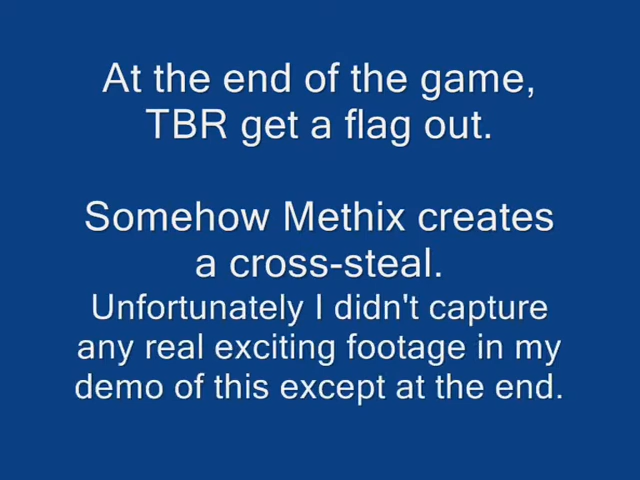 At the end of the game,
TBR get a flag out.
Somehow Methix creates
a cross-steal.
Unfortunately I didn't capture
any real exciting footage in my
demo of this except at the end.